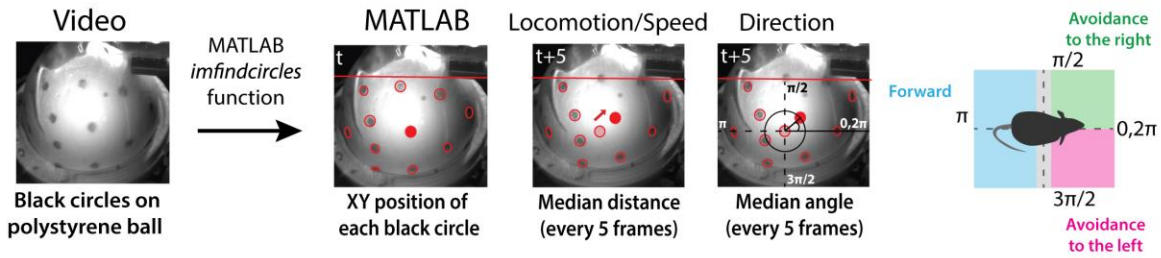 Video
MATLAB
imfindcircles
function
Black circles on
polystyrene ball
MATLAB
t
XY position of
each black circle
Locomotion/Speed
t+5
Median distance
(every 5 frames)
Direction
t+5
π/2
π
0,2π
3π/2
Median angle
(every 5 frames)
Avoidance
to the right
π/2
Forward
π
0,2π
3π/2
Avoidance
to the left